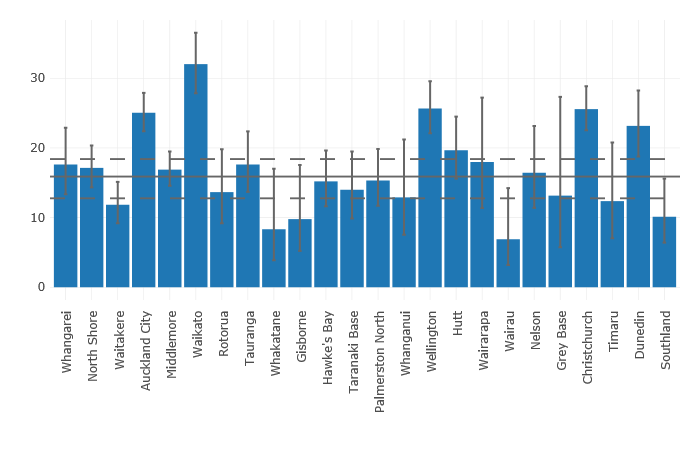 30
20
10
0
Whangarei
North Shore
Waitakere
Auckland City
Middlemore
Waikato
Rotorua
Tauranga
Whakatane
Gisborne
Hawke's Bay
Taranaki Base
Palmerston North
Whanganui
Wellington
Hutt
Wairarapa
Wairau
Nelson
Grey Base
Christchurch
Timaru
Dunedin
Southland